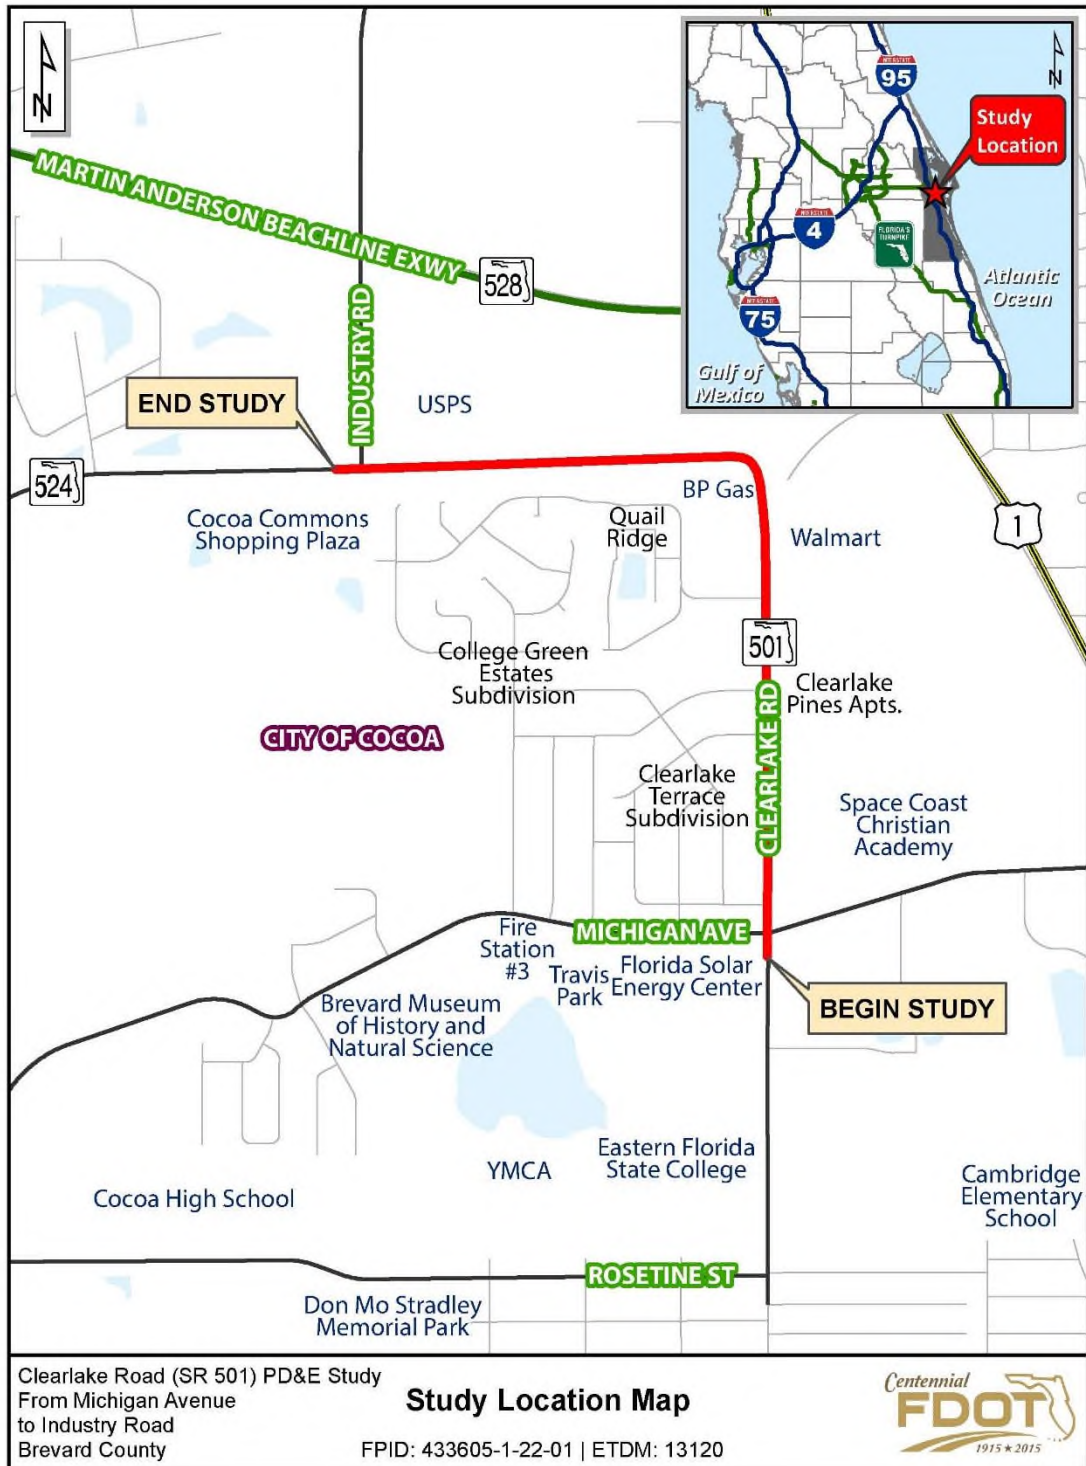 N
MARTIN ANDERSON BEACHLINE EXWY
528
INDUSTRY RD
INTERSTATE
95
Study
Location
N
INTERSTATE
4
FLORIDA'S
TURNPIKE
INTERSTATE
75
Atlantic
Ocean
Gulf of
Mexico
END STUDY
USPS
524
Cocoa Commons
Shopping Plaza
BP Gas
Quail
Ridge
Walmart
1
501
College Green
Estates
Subdivision
Clearlake
Pines Apts.
CITY OF COCOA
CLEARLAKE RD
Clearlake
Terrace
Subdivision
Space Coast
Christian
Academy
MICHIGAN AVE
Fire
Station
#3
Travis
Park
Florida Solar
Energy Center
BEGIN STUDY
Brevard Museum
of History and
Natural Science
Eastern Florida
State College
YMCA
Cocoa High School
Cambridge
Elementary
School
ROSETINE ST
Don Mo Stradley
Memorial Park
Clearlake Road (SR 501) PD&E Study
From Michigan Avenue
to Industry Road
Brevard County
Study Location Map
FPID: 433605-1-22-01 | ETDM: 13120
Centennial
FDOT
1915 ★ 2015